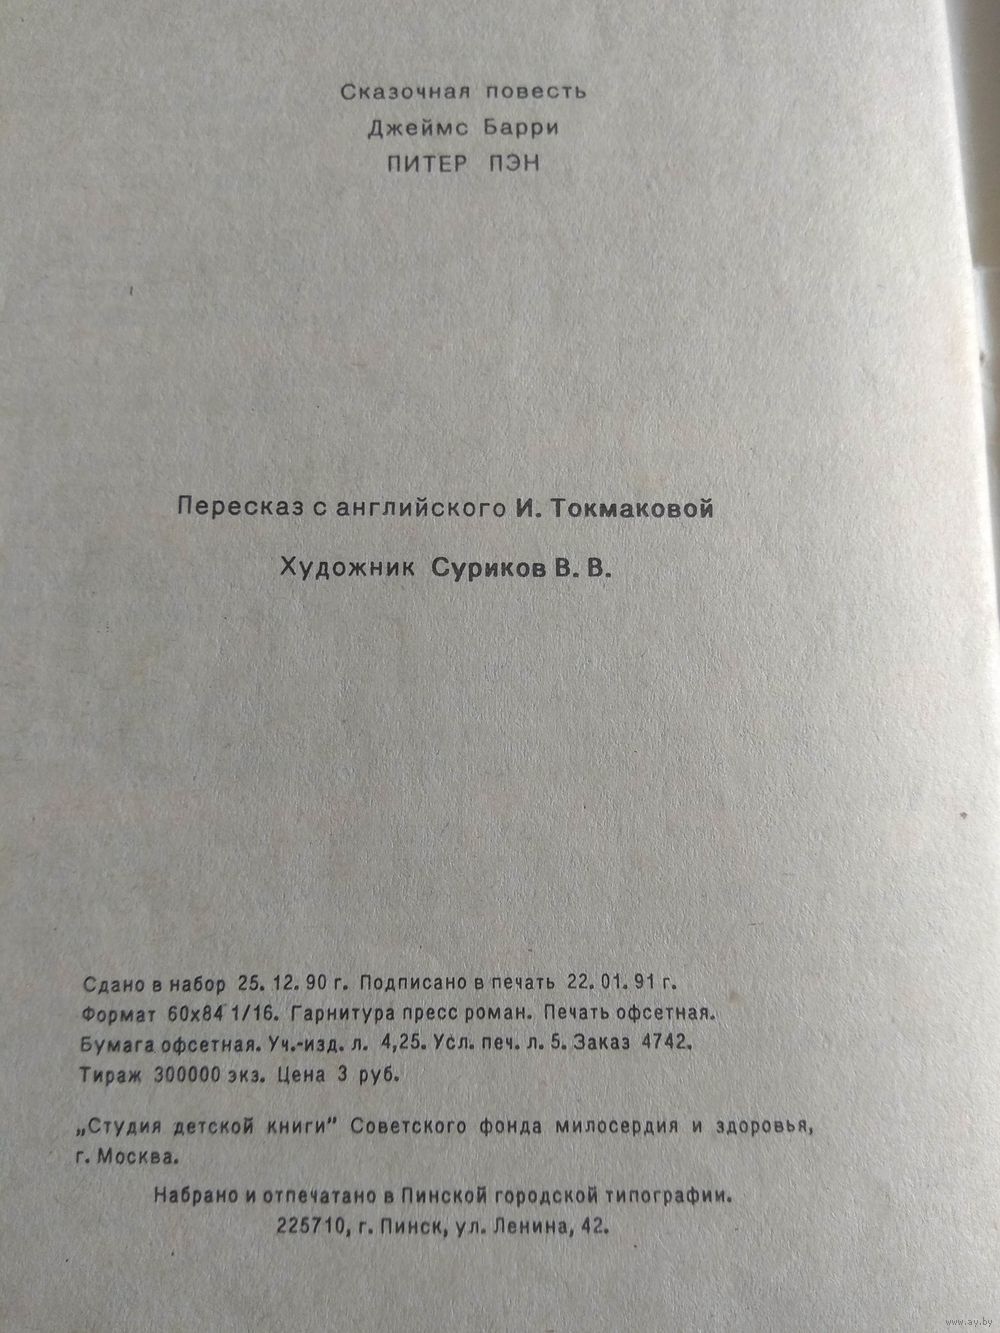 Сказочная повесть
Джеймс Барри
ПИТЕР ПЭН
Пересказ с английского И. Токмаковой
Художник Суриков В. В.
Сдано в набор 25. 12. 90 г. Подписано в печать 22. 01. 91 г.
Формат 60х84 1/16. Гарнитура пресс роман. Печать офсетная.
Бумага офсетная. Уч.-изд. л. 4,25. Усл. печ. л. 5. Заказ 4742.
Тираж 300000 экз. Цена 3 руб.
„Студия детской книги" Советского фонда милосердия и здоровья,
г. Москва.
Набрано и отпечатано в Пинской городской типографии.
225710, г. Пинск, ул. Ленина, 42.
www.ay.by